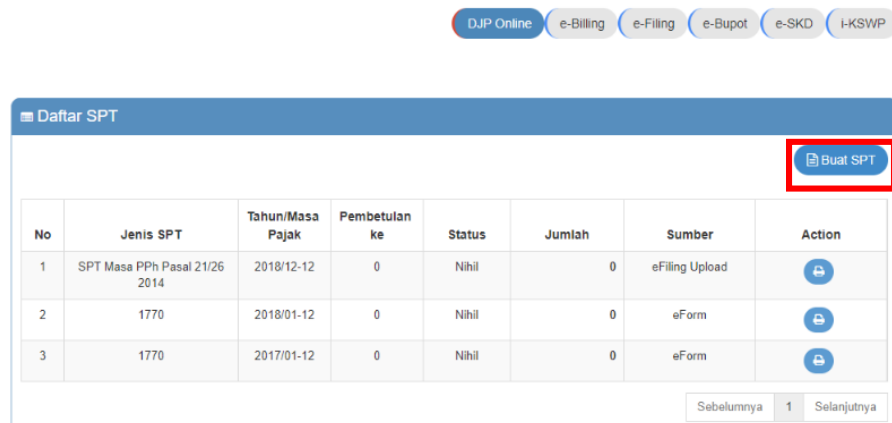 DJP Online e-Billing e-Filing e-Bupot e-SKD i-KSWP
Daftar SPT
Buat SPT
No Jenis SPT Tahun/Masa Pajak Pembetulan ke Status Jumlah Sumber Action
1 SPT Masa PPh Pasal 21/26 2014 2018/12-12 0 Nihil 0 eFiling Upload
2 1770 2018/01-12 0 Nihil 0 eForm
3 1770 2017/01-12 0 Nihil 0 eForm
Sebelumnya 1 Selanjutnya